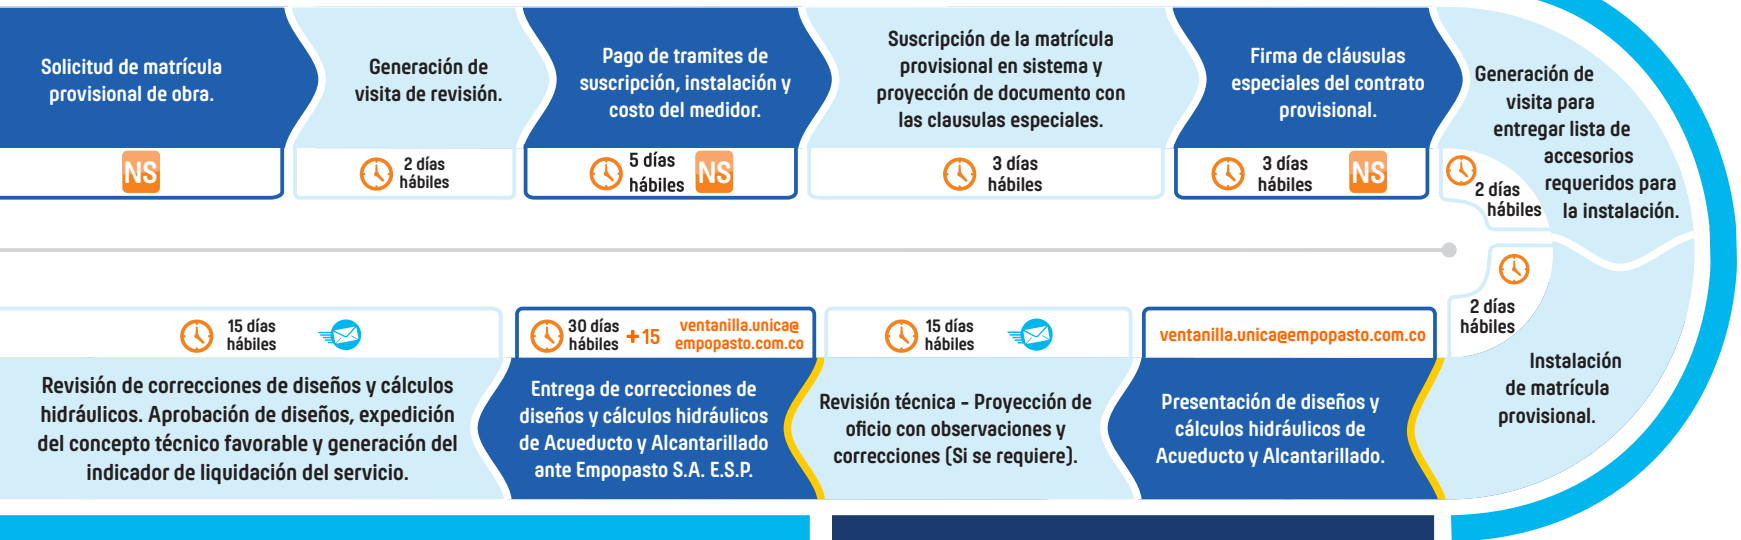 Solicitud de matrícula
provisional de obra.
NS
Generación de
visita de revisión.
2 días
hábiles
Pago de tramites de
suscripción, instalación y
costo del medidor.
5 días
hábiles
NS
Suscripción de la matrícula
provisional en sistema y
proyección de documento con
las clausulas especiales.
3 días
hábiles
Firma de cláusulas
especiales del contrato
provisional.
3 días
hábiles
NS
Generación de
visita para
entregar lista de
accesorios
requeridos para
la instalación.
2 días
hábiles
2 días
hábiles
Instalación
de matrícula
provisional.
ventanilla.unica@empopasto.com.co
Presentación de diseños y
cálculos hidráulicos de
Acueducto y Alcantarillado.
15 días
hábiles
Revisión técnica - Proyección de
oficio con observaciones y
correcciones (Si se requiere).
30 días
hábiles
+15
ventanilla.unica@
empopasto.com.co
Entrega de correcciones de
diseños y cálculos hidráulicos
de Acueducto y Alcantarillado
ante Empopasto S.A. E.S.P.
15 días
hábiles
Revisión de correcciones de diseños y cálculos
hidráulicos. Aprobación de diseños, expedición
del concepto técnico favorable y generación del
indicador de liquidación del servicio.